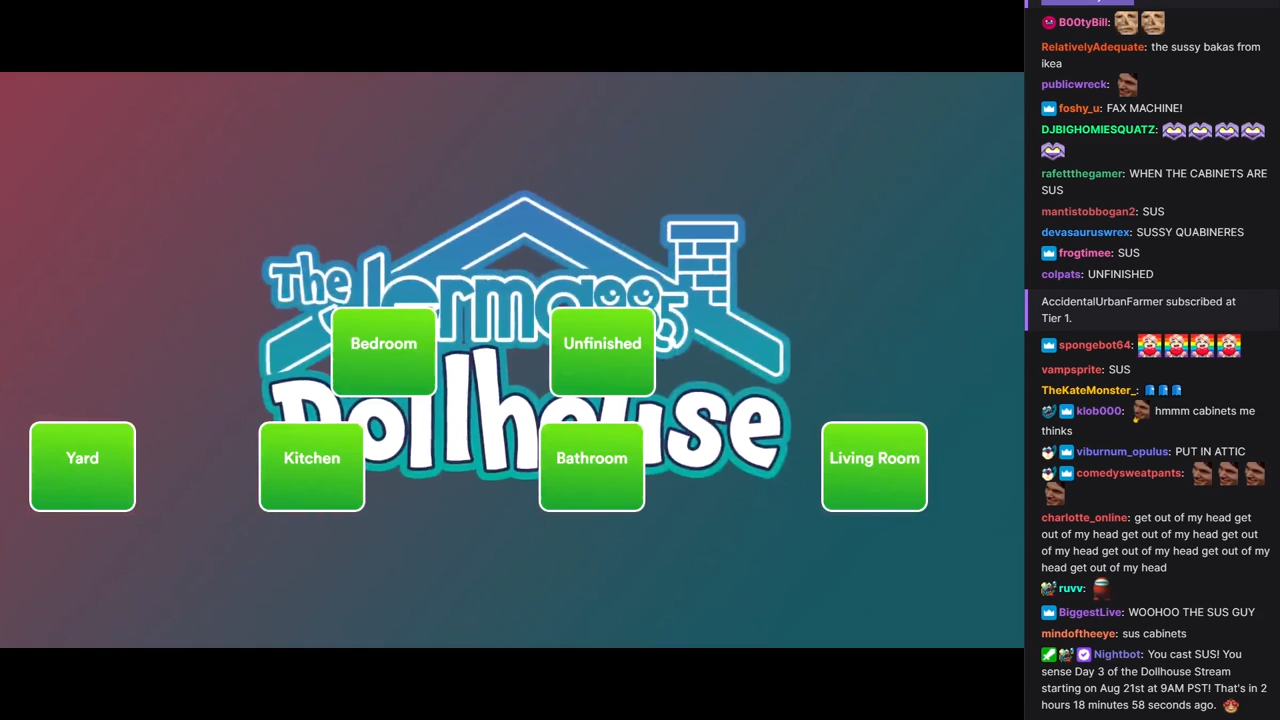 The
Jerma985
Dollhouse
Bedroom
Unfinished
Yard
Kitchen
Bathroom
Living Room
B00tyBill:
RelativelyAdequate: the sussy bakas from
ikea
publicwreck:
foshy_u: FAX MACHINE!
DJBIGHOMIESQUATZ:
rafettthegamer: WHEN THE CABINETS ARE
SUS
mantistobbogan2: SUS
devasauruswrex: SUSSY QUABINERES
frogtimee: SUS
colpats: UNFINISHED
AccidentalUrbanFarmer subscribed at
Tier 1.
spongebot64:
vampsprite: SUS
TheKateMonster_:
klob000: hmmm cabinets me
thinks
viburnum_opulus: PUT IN ATTIC
comedysweatpants:
charlotte_online: get out of my head get
out of my head get out of my head get out
of my head get out of my head get out of my
head get out of my head
ruvv:
BiggestLive: WOOHOO THE SUS GUY
mindoftheeye: sus cabinets
Nightbot: You cast SUS! You
sense Day 3 of the Dollhouse Stream
starting on Aug 21st at 9AM PST! That's in 2
hours 18 minutes 58 seconds ago.